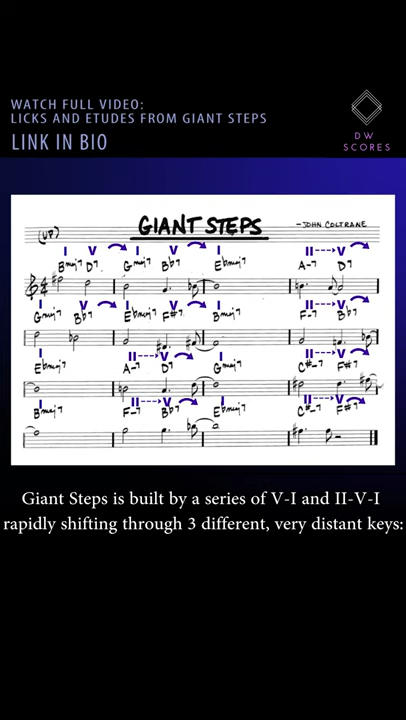 WATCH FULL VIDEO:
LICKS AND ETUDES FROM GIANT STEPS
LINK IN BIO
DW
SCORES
(UP)
GIANT STEPS
-JOHN COLTRANE
I V I V I II V
Bmaj7 D7 Gmaj7 Bb7 Ebmaj7 A-7 D7
I V I V I II V
Gmaj7 Bb7 Ebmaj7 F#7 Bmaj7 F-7 Bb7
I II V I II V
Ebmaj7 A-7 D7 Gmaj7 C#-7 F#7
I II V I II V
Bmaj7 F-7 Bb7 Ebmaj7 C#-7 F#7
Giant Steps is built by a series of V-I and II-V-I
rapidly shifting through 3 different, very distant keys: